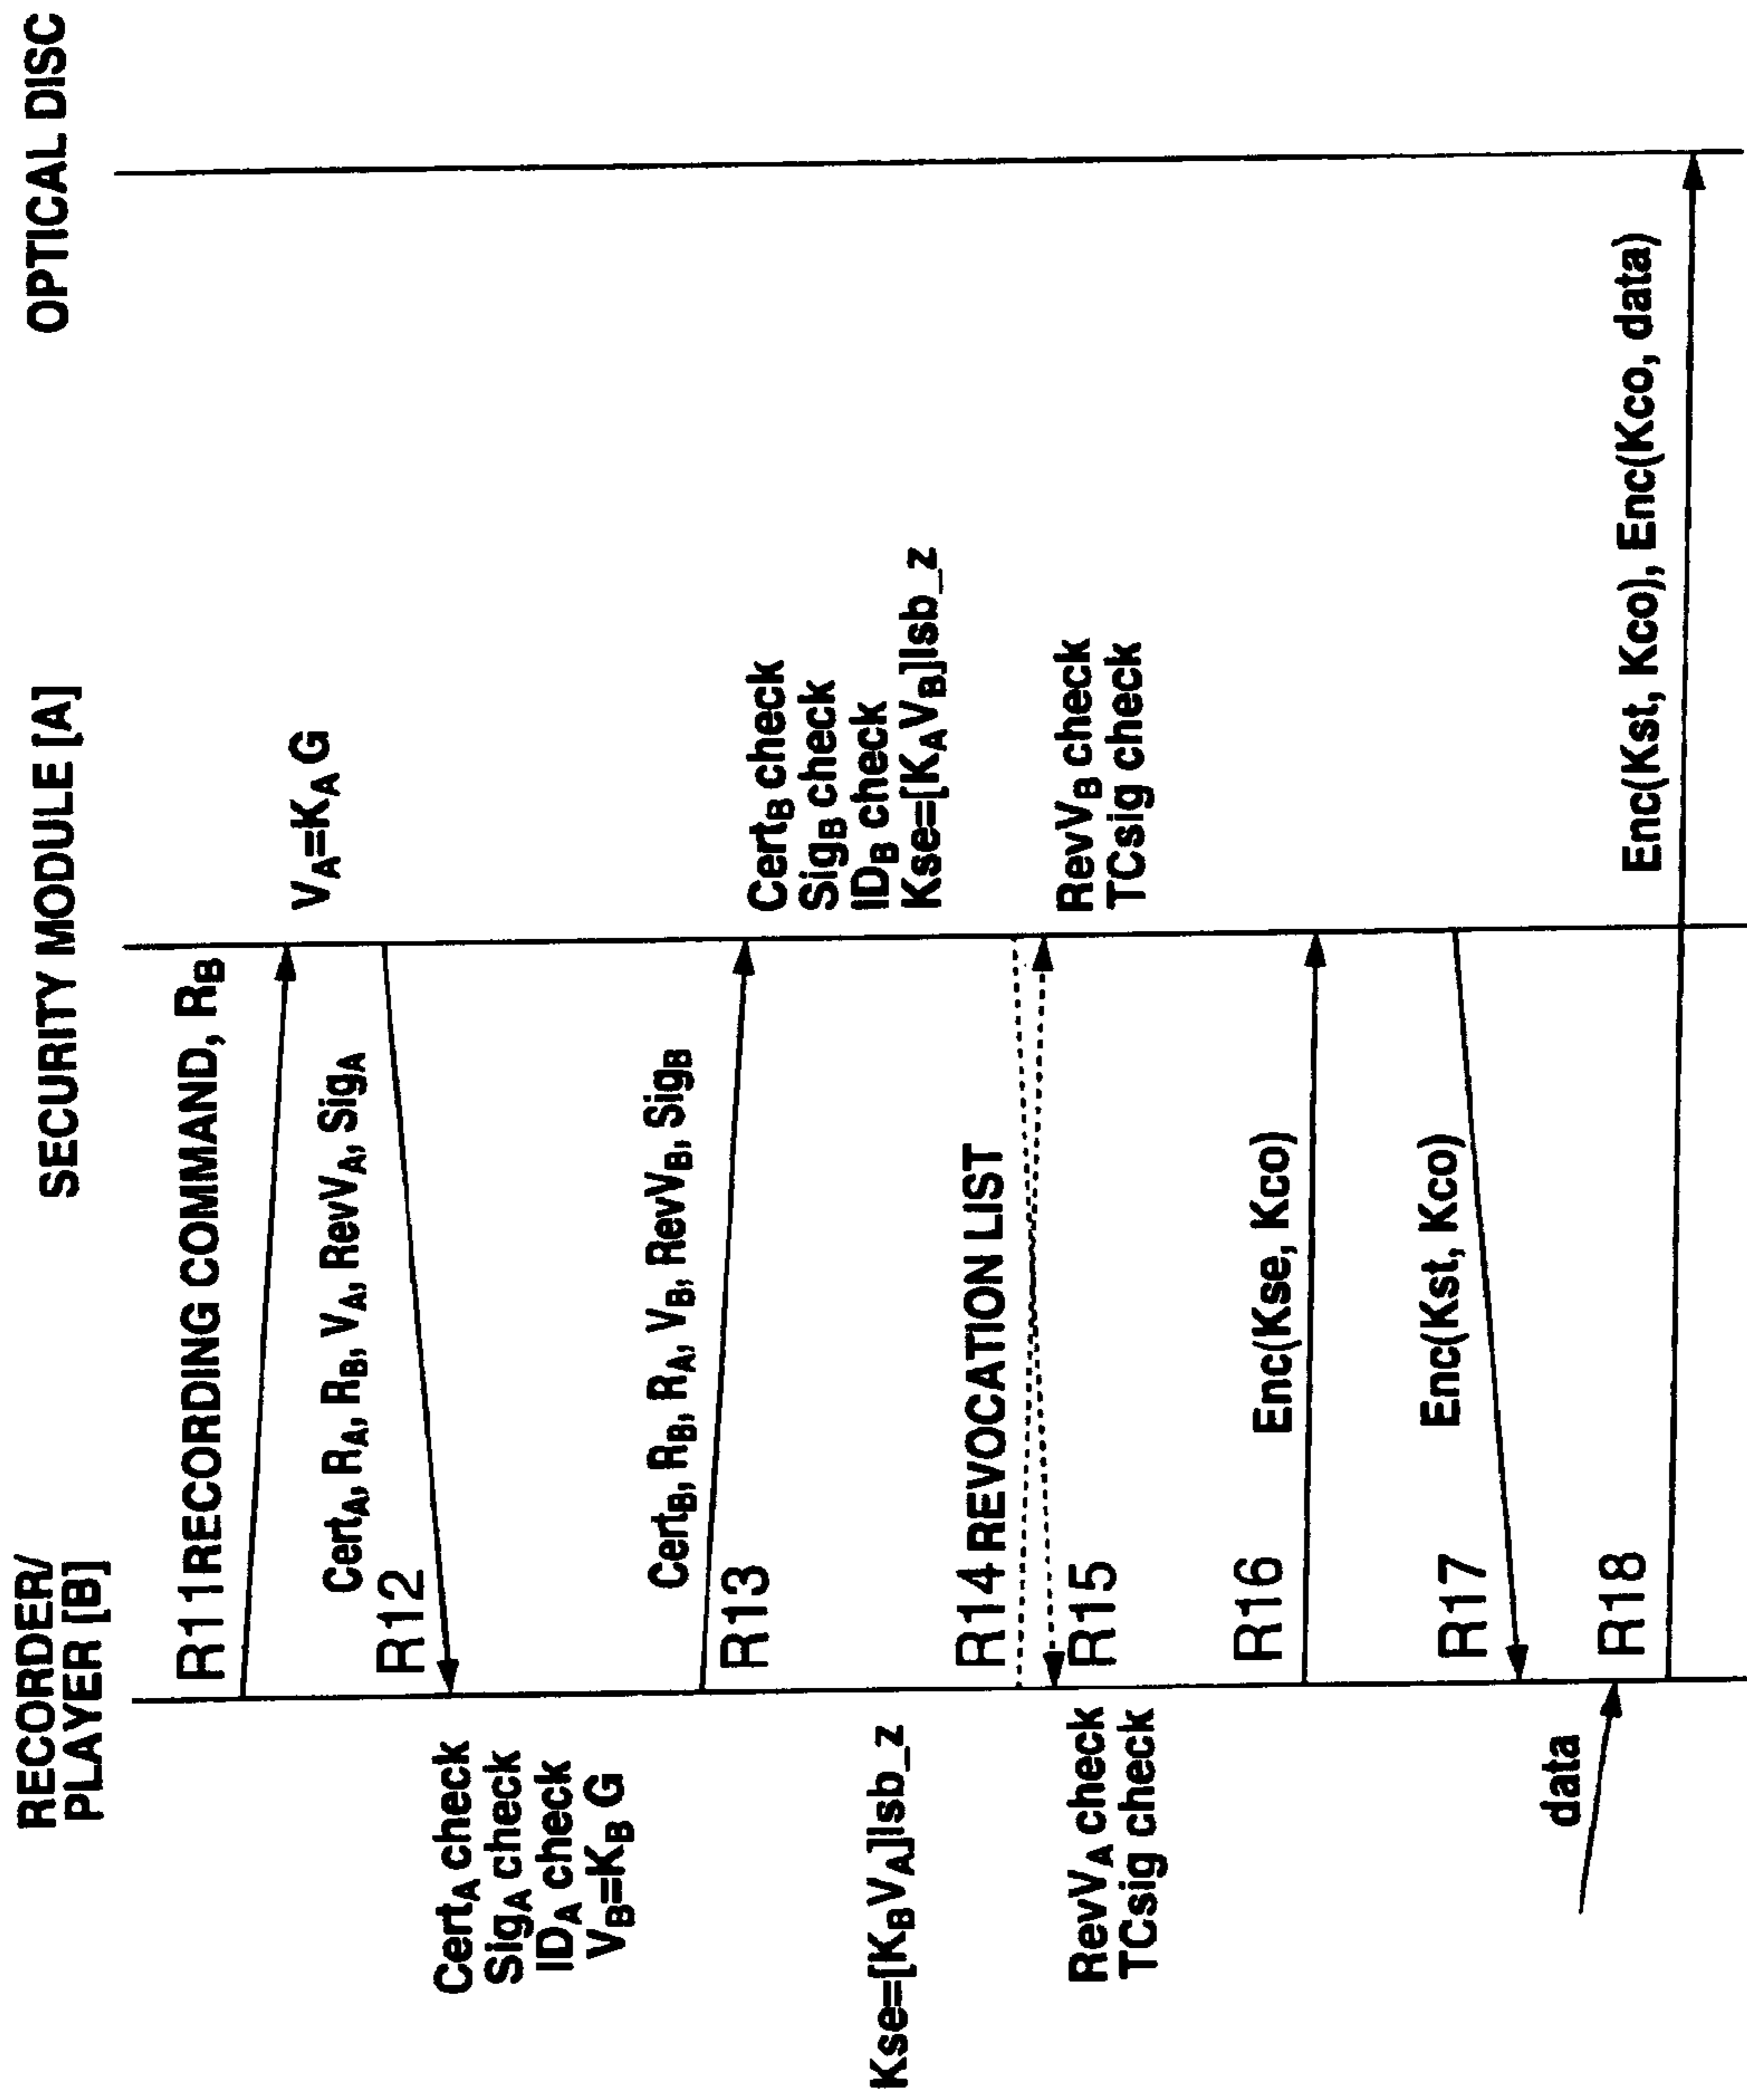 RECORDER/
PLAYER [B]
SECURITY MODULE [A]
OPTICAL DISC
R11 RECORDING COMMAND, RB
VA=KA G
CertA, RA, RB, VA, RevVA, SigA
R12
CertA check
SigA check
IDA check
VB=KB G
CertB, RB, RA, VB, RevVB, SigB
R13
CertB check
SigB check
IDB check
Kse=[KAVB]lsb_z
Kse=[KBVA]lsb_z
R14 REVOCATION LIST
R15
RevVA check
TCsig check
RevVB check
TCsig check
Enc(Kse, Kco)
R16
Enc(Kst, Kco)
R17
data
R18
Enc(Kst, Kco), Enc(Kco, data)